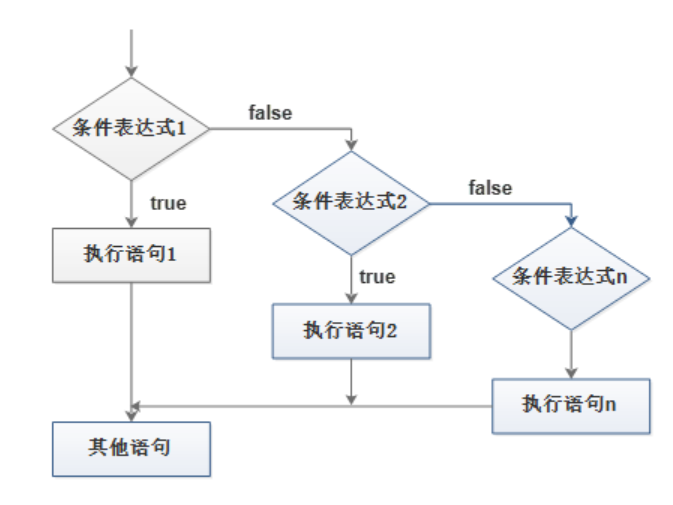 条件表达式1
false
true
执行语句1
条件表达式2
false
true
执行语句2
条件表达式n
执行语句n
其他语句